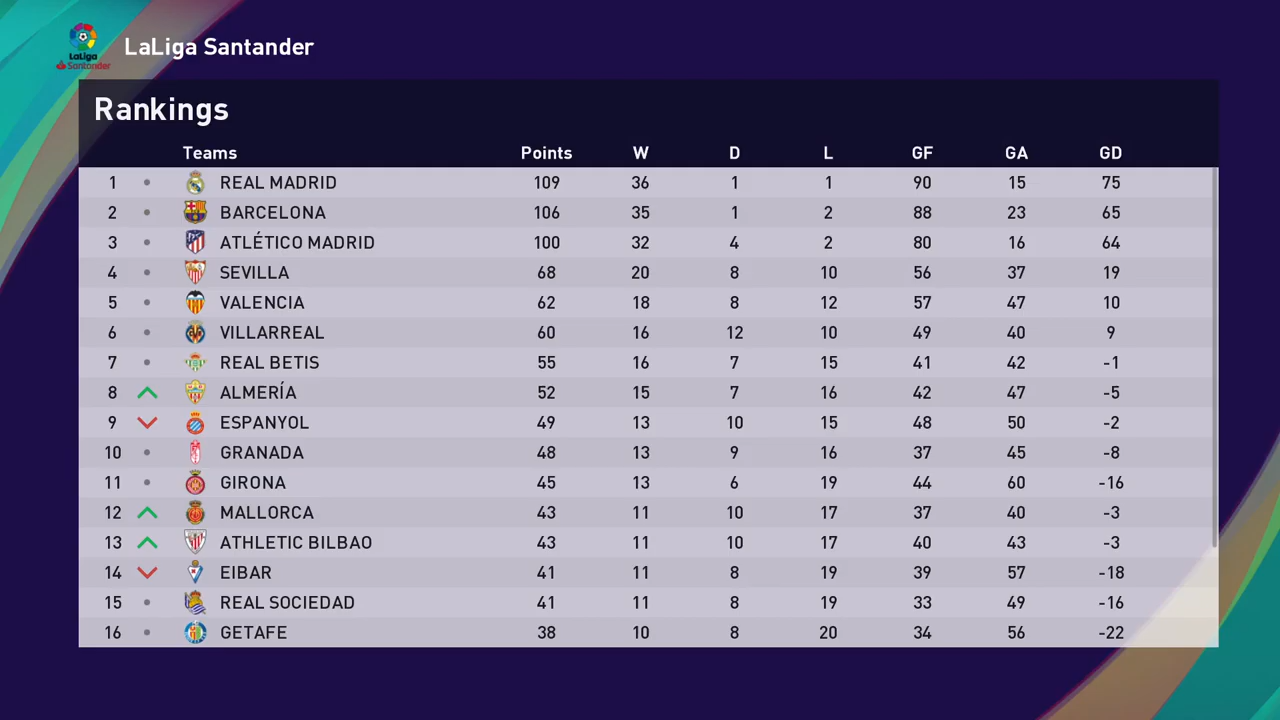 LaLiga Santander
LaLiga
Santander
Rankings
Teams Points W D L GF GA GD
1 REAL MADRID 109 36 1 1 90 15 75
2 BARCELONA 106 35 1 2 88 23 65
3 ATLÉTICO MADRID 100 32 4 2 80 16 64
4 SEVILLA 68 20 8 10 56 37 19
5 VALENCIA 62 18 8 12 57 47 10
6 VILLARREAL 60 16 12 10 49 40 9
7 REAL BETIS 55 16 7 15 41 42 -1
8 ALMERÍA 52 15 7 16 42 47 -5
9 ESPANYOL 49 13 10 15 48 50 -2
10 GRANADA 48 13 9 16 37 45 -8
11 GIRONA 45 13 6 19 44 60 -16
12 MALLORCA 43 11 10 17 37 40 -3
13 ATHLETIC BILBAO 43 11 10 17 40 43 -3
14 EIBAR 41 11 8 19 39 57 -18
15 REAL SOCIEDAD 41 11 8 19 33 49 -16
16 GETAFE 38 10 8 20 34 56 -22